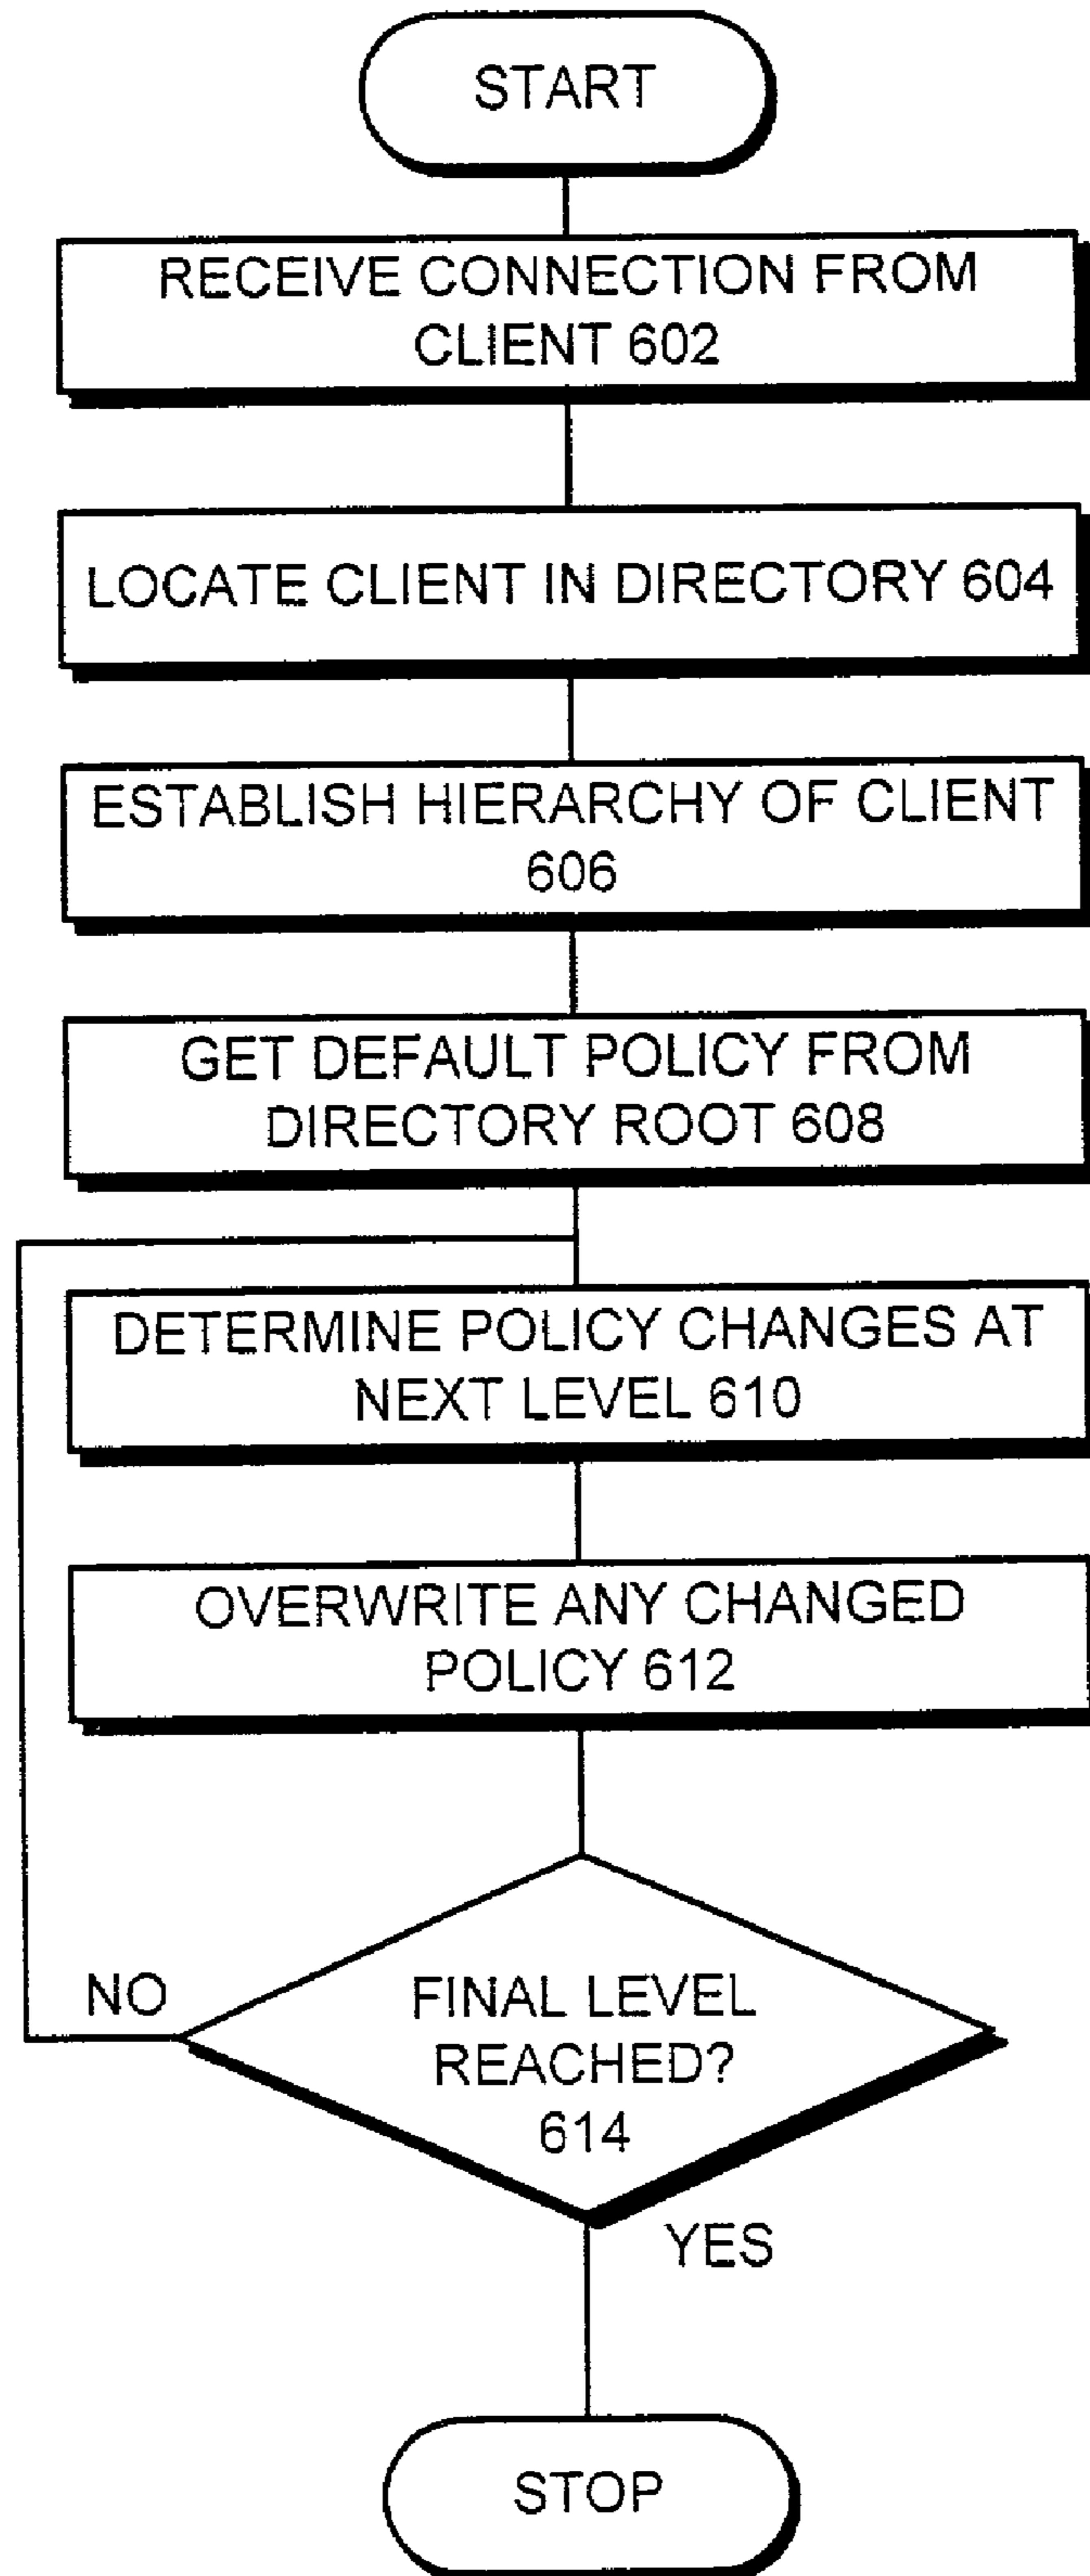 START
RECEIVE CONNECTION FROM
CLIENT 602
LOCATE CLIENT IN DIRECTORY 604
ESTABLISH HIERARCHY OF CLIENT
606
GET DEFAULT POLICY FROM
DIRECTORY ROOT 608
DETERMINE POLICY CHANGES AT
NEXT LEVEL 610
OVERWRITE ANY CHANGED
POLICY 612
NO
FINAL LEVEL
REACHED?
614
YES
STOP